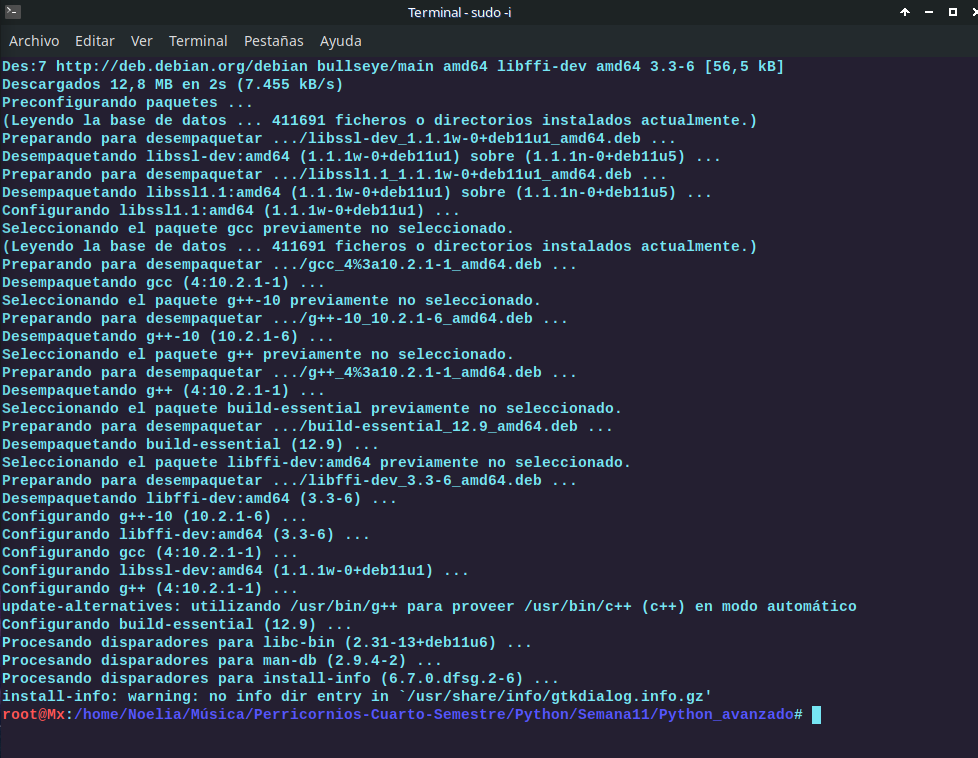 Terminal - sudo -i
Archivo Editar Ver Terminal Pestañas Ayuda
Des:7 http://deb.debian.org/debian bullseye/main amd64 libffi-dev amd64 3.3-6 [56,5 kB]
Descargados 12,8 MB en 2s (7.455 kB/s)
Preconfigurando paquetes ...
(Leyendo la base de datos ... 411691 ficheros o directorios instalados actualmente.)
Preparando para desempaquetar .../libssl-dev_1.1.1w-0+deb11u1_amd64.deb ...
Desempaquetando libssl-dev:amd64 (1.1.1w-0+deb11u1) sobre (1.1.1n-0+deb11u5) ...
Preparando para desempaquetar .../libssl1.1_1.1.1w-0+deb11u1_amd64.deb ...
Desempaquetando libssl1.1:amd64 (1.1.1w-0+deb11u1) sobre (1.1.1n-0+deb11u5) ...
Configurando libssl1.1:amd64 (1.1.1w-0+deb11u1) ...
Seleccionando el paquete gcc previamente no seleccionado.
(Leyendo la base de datos ... 411691 ficheros o directorios instalados actualmente.)
Preparando para desempaquetar .../gcc_4%3a10.2.1-1_amd64.deb ...
Desempaquetando gcc (4:10.2.1-1) ...
Seleccionando el paquete g++-10 previamente no seleccionado.
Preparando para desempaquetar .../g++-10_10.2.1-6_amd64.deb ...
Desempaquetando g++-10 (10.2.1-6) ...
Seleccionando el paquete g++ previamente no seleccionado.
Preparando para desempaquetar .../g++_4%3a10.2.1-1_amd64.deb ...
Desempaquetando g++ (4:10.2.1-1) ...
Seleccionando el paquete build-essential previamente no seleccionado.
Preparando para desempaquetar .../build-essential_12.9_amd64.deb ...
Desempaquetando build-essential (12.9) ...
Seleccionando el paquete libffi-dev:amd64 previamente no seleccionado.
Preparando para desempaquetar .../libffi-dev_3.3-6_amd64.deb ...
Desempaquetando libffi-dev:amd64 (3.3-6) ...
Configurando g++-10 (10.2.1-6) ...
Configurando libffi-dev:amd64 (3.3-6) ...
Configurando gcc (4:10.2.1-1) ...
Configurando libssl-dev:amd64 (1.1.1w-0+deb11u1) ...
Configurando g++ (4:10.2.1-1) ...
update-alternatives: utilizando /usr/bin/g++ para proveer /usr/bin/c++ (c++) en modo automático
Configurando build-essential (12.9) ...
Procesando disparadores para libc-bin (2.31-13+deb11u6) ...
Procesando disparadores para man-db (2.9.4-2) ...
Procesando disparadores para install-info (6.7.0.dfsg.2-6) ...
install-info: warning: no info dir entry in `/usr/share/info/gtkdialog.info.gz'
root@Mx:/home/Noelia/Música/Perricornios-Cuarto-Semestre/Python/Semana11/Python_avanzado#